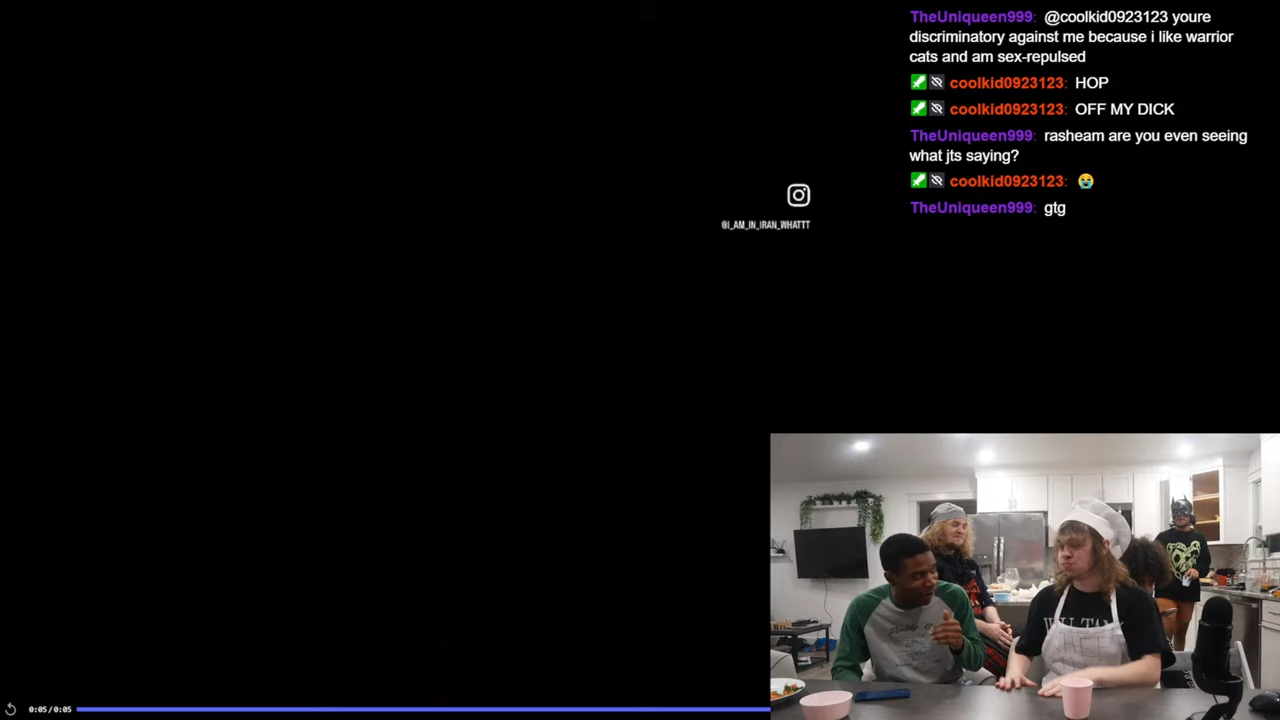 TheUniqueen999: @coolkid0923123 youre
discriminatory against me because i like warrior
cats and am sex-repulsed
coolkid0923123: HOP
coolkid0923123: OFF MY DICK
TheUniqueen999: rasheam are you even seeing
what jts saying?
coolkid0923123: 😭
TheUniqueen999: gtg
@I_AM_IN_IRAN_WHATTT
CHEF
0:05/0:05